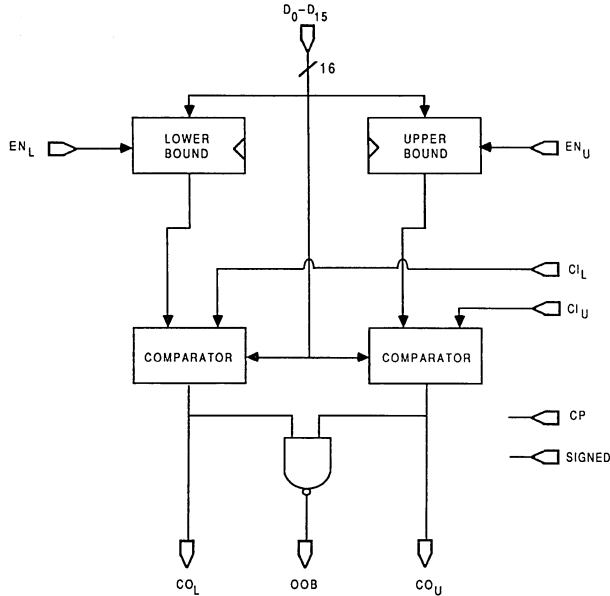 D0–D15
16
LOWER
BOUND
UPPER
BOUND
ENL
ENU
CIL
CIU
COMPARATOR
COMPARATOR
CP
SIGNED
COL
OOB
COU